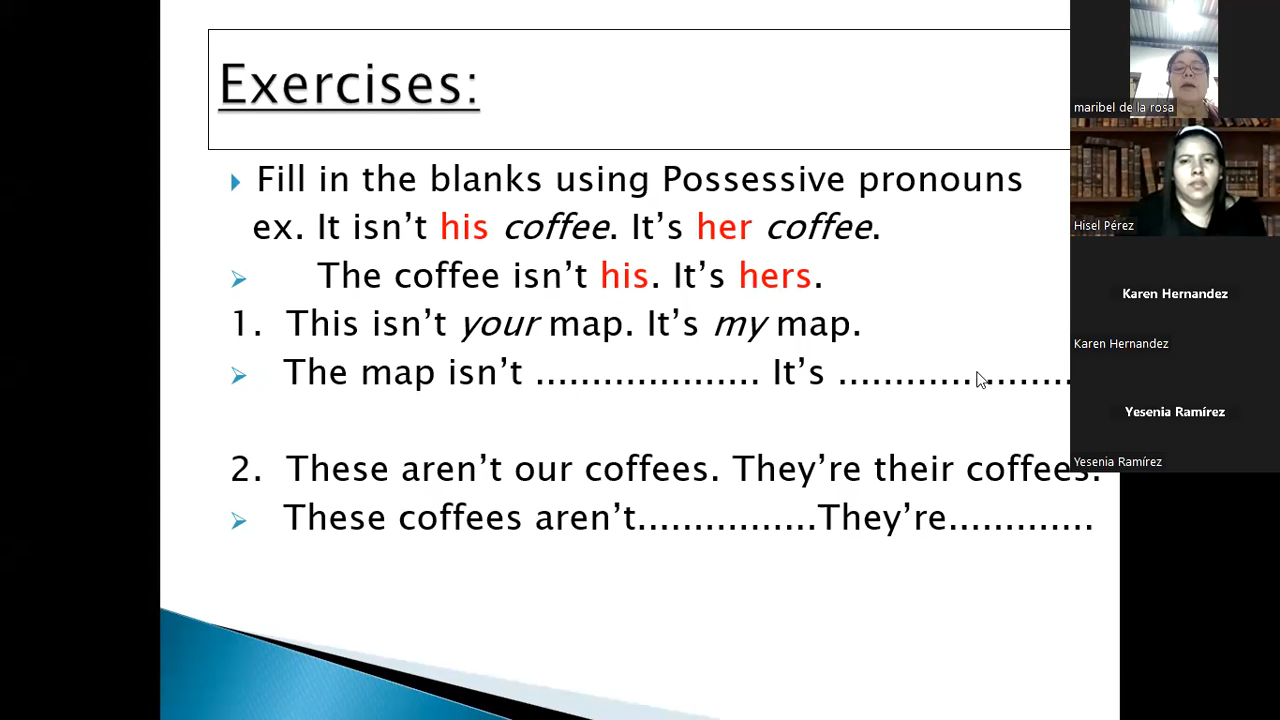 Exercises:
Fill in the blanks using Possessive pronouns
ex. It isn't his coffee. It's her coffee.
The coffee isn't his. It's hers.
1. This isn't your map. It's my map.
The map isn't .................... It's .....................
2. These aren't our coffees. They're their coffees.
These coffees aren't................They're.............
maribel de la rosa
Hisel Pérez
Karen Hernandez
Karen Hernandez
Yesenia Ramírez
Yesenia Ramírez